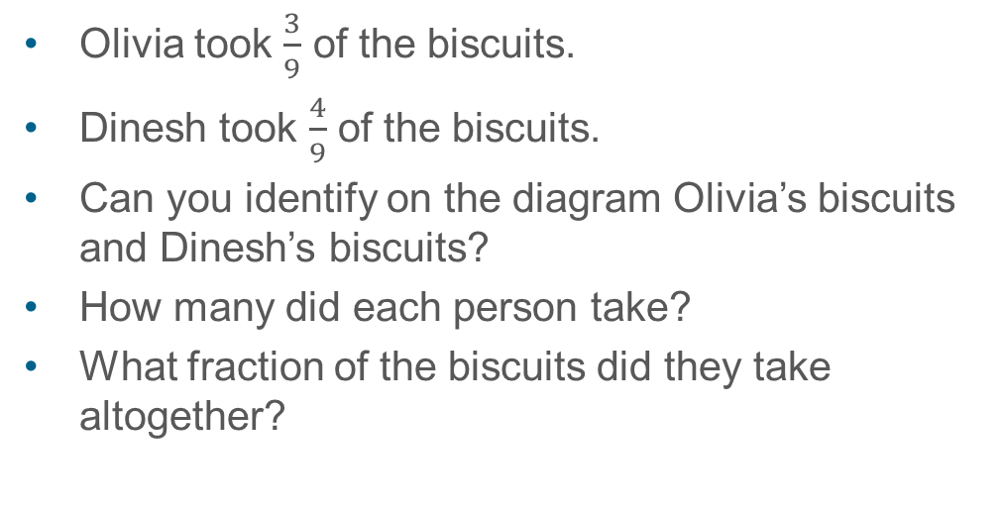 • Olivia took 3/9 of the biscuits.
• Dinesh took 4/9 of the biscuits.
• Can you identify on the diagram Olivia’s biscuits
and Dinesh’s biscuits?
• How many did each person take?
• What fraction of the biscuits did they take
altogether?